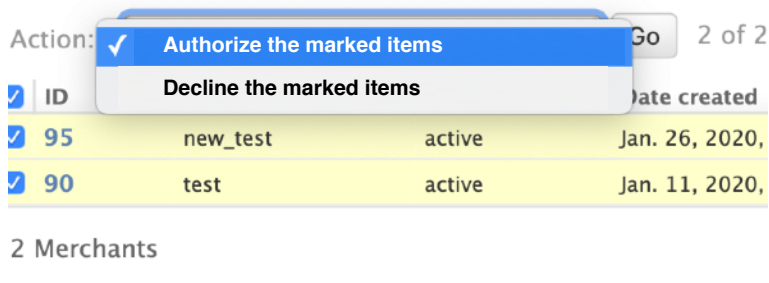 Action: ✓ Authorize the marked items Go 2 of 2
Decline the marked items
ID Date created
95 new_test active Jan. 26, 2020,
90 test active Jan. 11, 2020,
2 Merchants